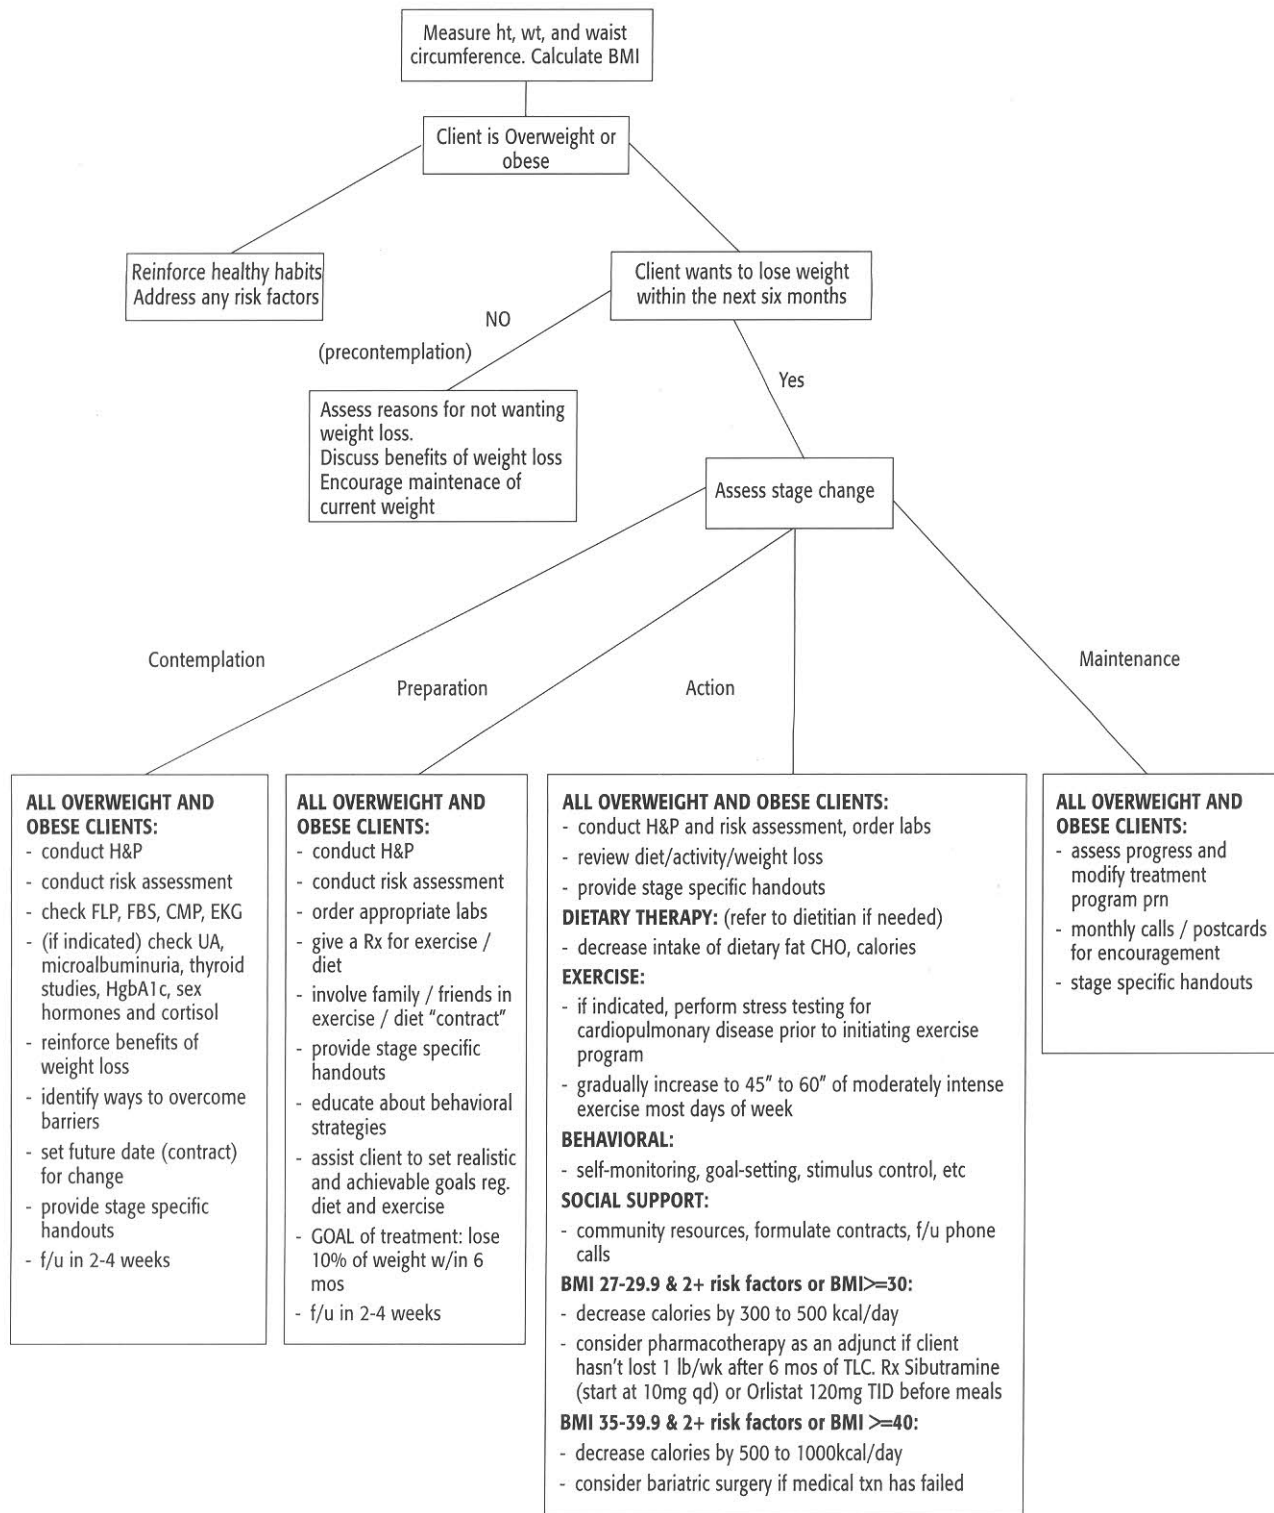 Measure ht, wt, and waist
circumference. Calculate BMI
Client is Overweight or
obese
Reinforce healthy habits
Address any risk factors
Client wants to lose weight
within the next six months
NO
(precontemplation)
Yes
Assess reasons for not wanting
weight loss.
Discuss benefits of weight loss
Encourage maintenace of
current weight
Assess stage change
Contemplation
Preparation
Action
Maintenance
ALL OVERWEIGHT AND
OBESE CLIENTS:
- conduct H&P
- conduct risk assessment
- check FLP, FBS, CMP, EKG
- (if indicated) check UA,
microalbuminuria, thyroid
studies, HgbA1c, sex
hormones and cortisol
- reinforce benefits of
weight loss
- identify ways to overcome
barriers
- set future date (contract)
for change
- provide stage specific
handouts
- f/u in 2-4 weeks
ALL OVERWEIGHT AND
OBESE CLIENTS:
- conduct H&P
- conduct risk assessment
- order appropriate labs
- give a Rx for exercise /
diet
- involve family / friends in
exercise / diet “contract”
- provide stage specific
handouts
- educate about behavioral
strategies
- assist client to set realistic
and achievable goals reg.
diet and exercise
- GOAL of treatment: lose
10% of weight w/in 6
mos
- f/u in 2-4 weeks
ALL OVERWEIGHT AND OBESE CLIENTS:
- conduct H&P and risk assessment, order labs
- review diet/activity/weight loss
- provide stage specific handouts
DIETARY THERAPY: (refer to dietitian if needed)
- decrease intake of dietary fat CHO, calories
EXERCISE:
- if indicated, perform stress testing for
cardiopulmonary disease prior to initiating exercise
program
- gradually increase to 45” to 60” of moderately intense
exercise most days of week
BEHAVIORAL:
- self-monitoring, goal-setting, stimulus control, etc
SOCIAL SUPPORT:
- community resources, formulate contracts, f/u phone
calls
BMI 27-29.9 & 2+ risk factors or BMI>=30:
- decrease calories by 300 to 500 kcal/day
- consider pharmacotherapy as an adjunct if client
hasn’t lost 1 lb/wk after 6 mos of TLC. Rx Sibutramine
(start at 10mg qd) or Orlistat 120mg TID before meals
BMI 35-39.9 & 2+ risk factors or BMI >=40:
- decrease calories by 500 to 1000kcal/day
- consider bariatric surgery if medical txn has failed
ALL OVERWEIGHT AND
OBESE CLIENTS:
- assess progress and
modify treatment
program prn
- monthly calls / postcards
for encouragement
- stage specific handouts